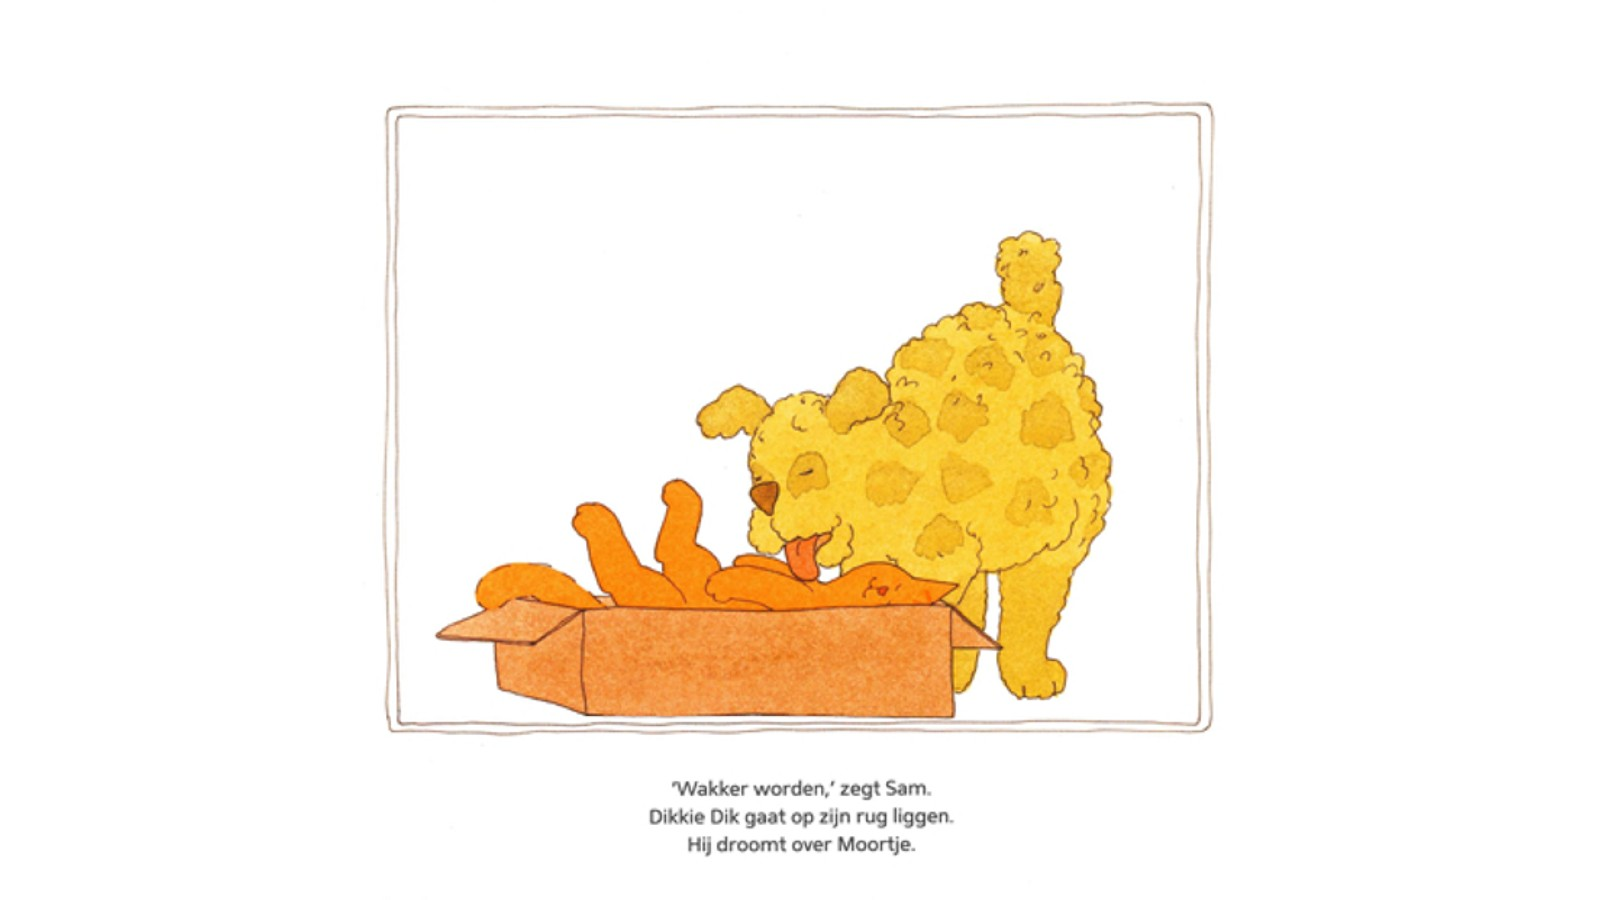 ‘Wakker worden,’ zegt Sam.
Dikkie Dik gaat op zijn rug liggen.
Hij droomt over Moortje.